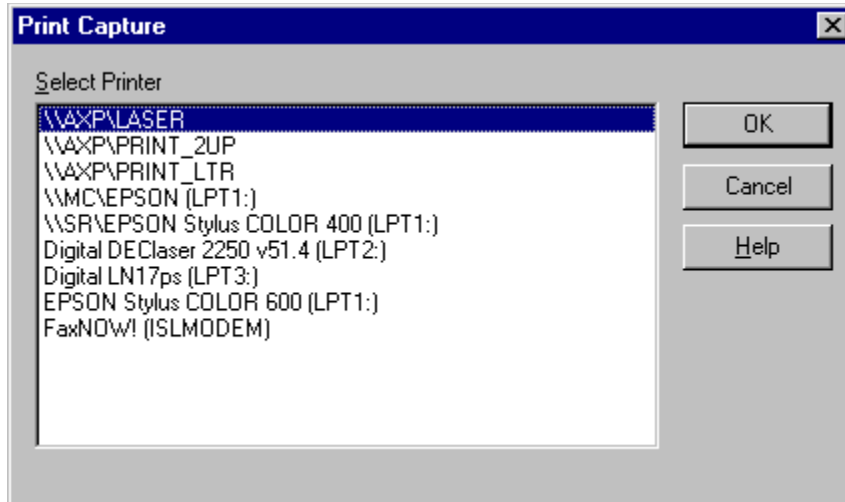 Print Capture
Select Printer
\\AXP\LASER
\\AXP\PRINT_2UP
\\AXP\PRINT_LTR
\\MC\EPSON (LPT1:)
\\SR\EPSON Stylus COLOR 400 (LPT1:)
Digital DEClaser 2250 v51.4 (LPT2:)
Digital LN17ps (LPT3:)
EPSON Stylus COLOR 600 (LPT1:)
FaxNOW! (ISLMODEM)
OK
Cancel
Help